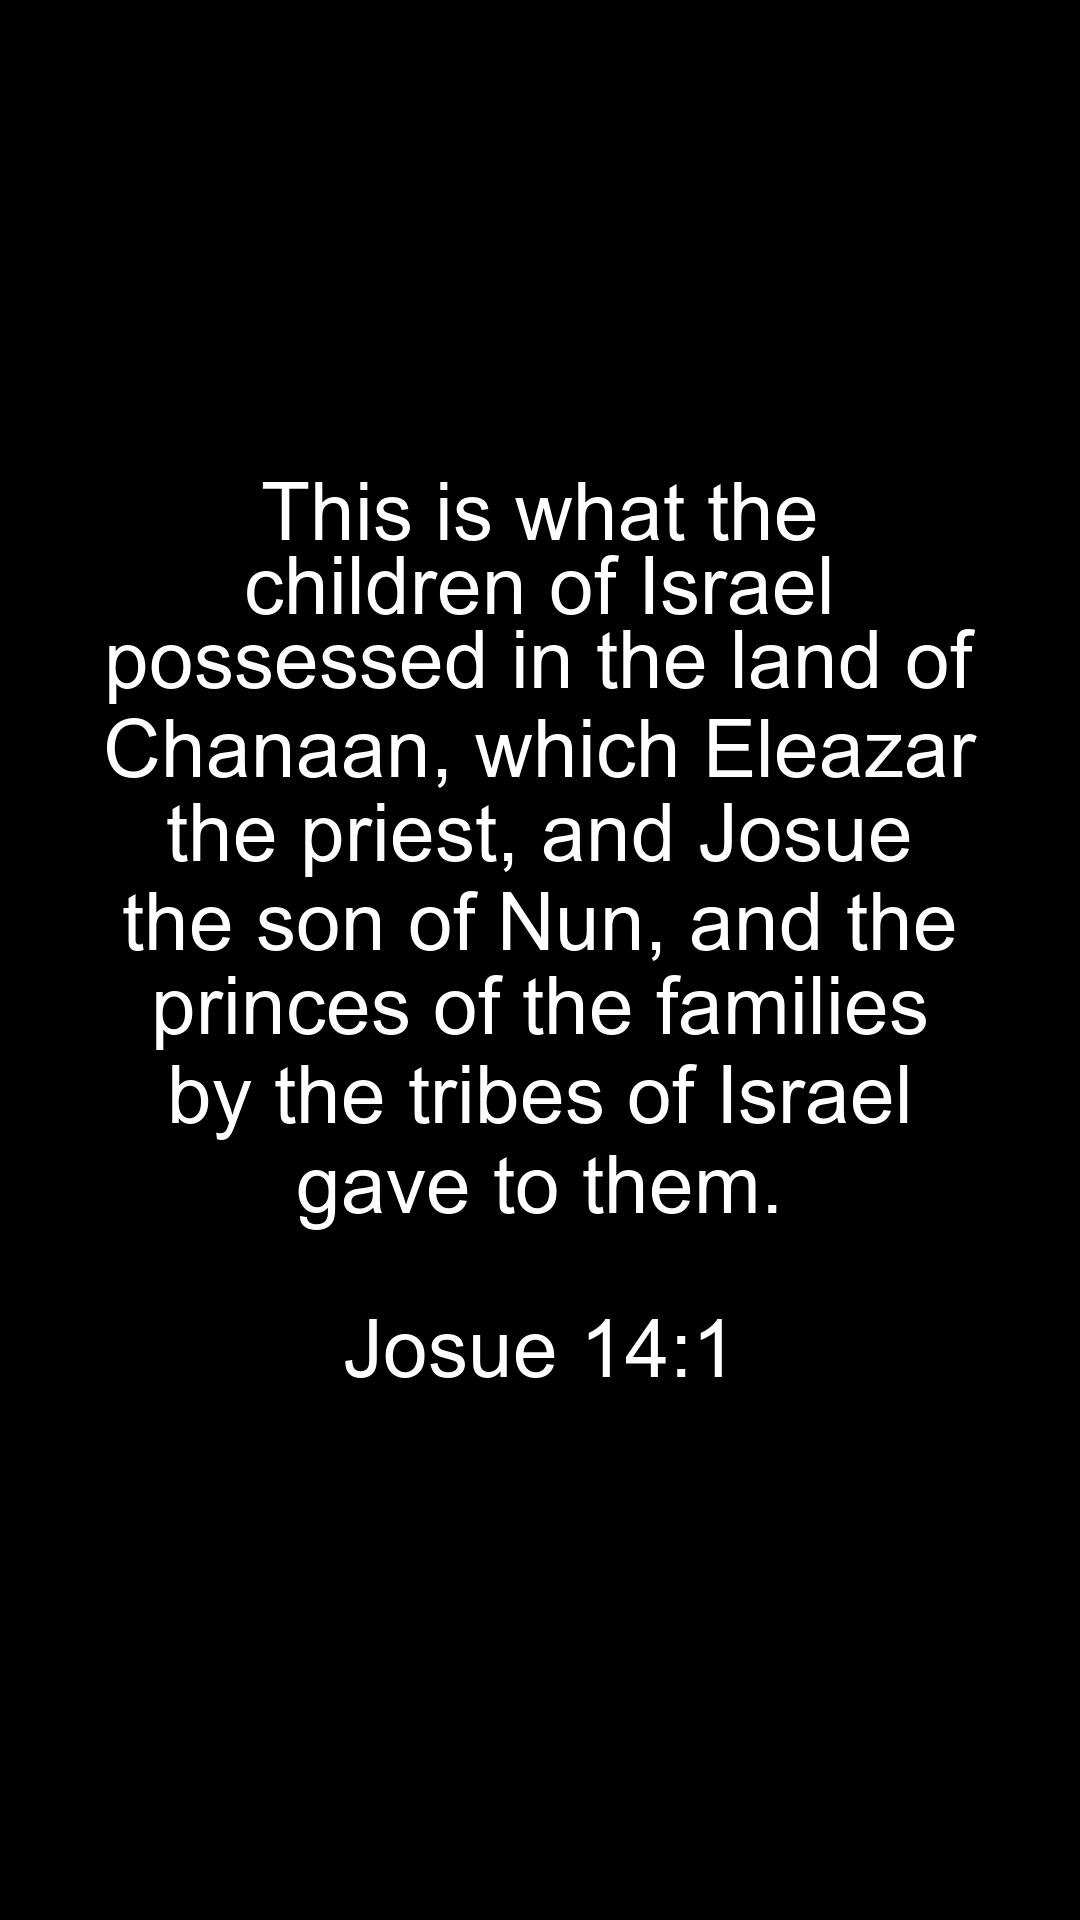 This is what the
children of Israel
possessed in the land of
Chanaan, which Eleazar
the priest, and Josue
the son of Nun, and the
princes of the families
by the tribes of Israel
gave to them.
Josue 14:1